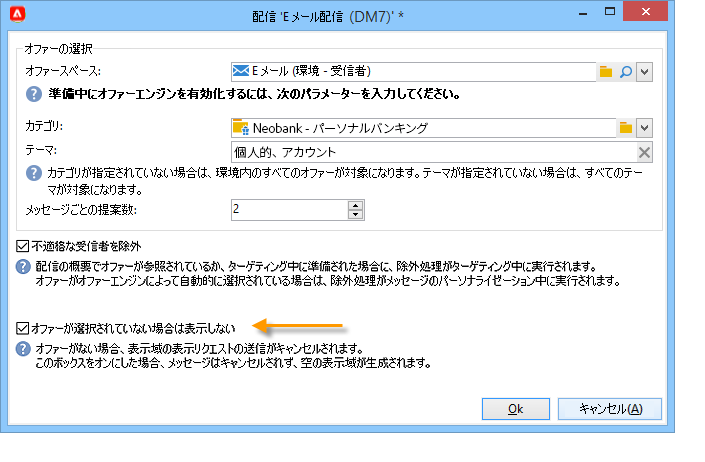 配信 'Eメール配信 (DM7)' *
オファーの選択
オファースペース:
Eメール (環境 - 受信者)
準備中にオファーエンジンを有効化するには、次のパラメーターを入力してください。
カテゴリ:
Neobank - パーソナルバンキング
テーマ:
個人的、アカウント
カテゴリが指定されていない場合は、環境内のすべてのオファーが対象になります。テーマが指定されていない場合は、すべてのテー
マが対象になります。
メッセージごとの提案数:
2
不適格な受信者を除外
配信の概要でオファーが参照されているか、ターゲティング中に準備された場合に、除外処理がターゲティング中に実行されます。
オファーがオファーエンジンによって自動的に選択されている場合は、除外処理がメッセージのパーソナライゼーション中に実行されます。
オファーが選択されていない場合は表示しない
オファーがない場合、表示域の表示リクエストの送信がキャンセルされます。
このボックスをオンにした場合、メッセージはキャンセルされず、空の表示域が生成されます。
Ok
キャンセル(A)